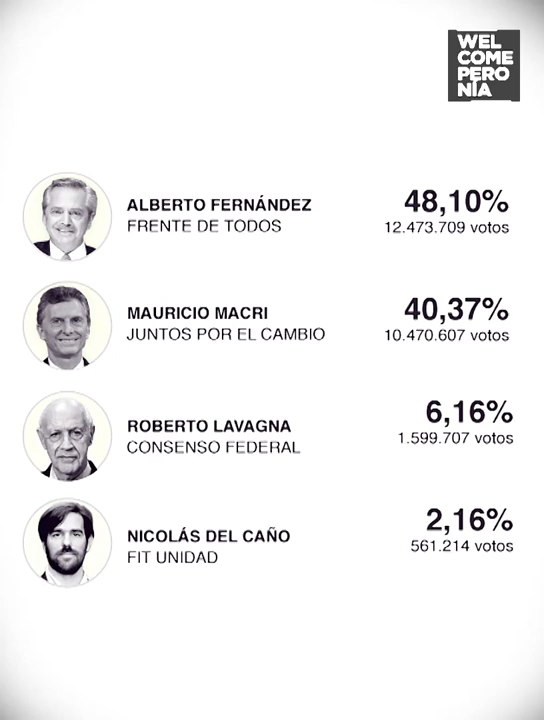 WEL
COME
PERO
NÍA
ALBERTO FERNÁNDEZ
FRENTE DE TODOS
48,10%
12.473.709 votos
MAURICIO MACRI
JUNTOS POR EL CAMBIO
40,37%
10.470.607 votos
ROBERTO LAVAGNA
CONSENSO FEDERAL
6,16%
1.599.707 votos
NICOLÁS DEL CAÑO
FIT UNIDAD
2,16%
561.214 votos